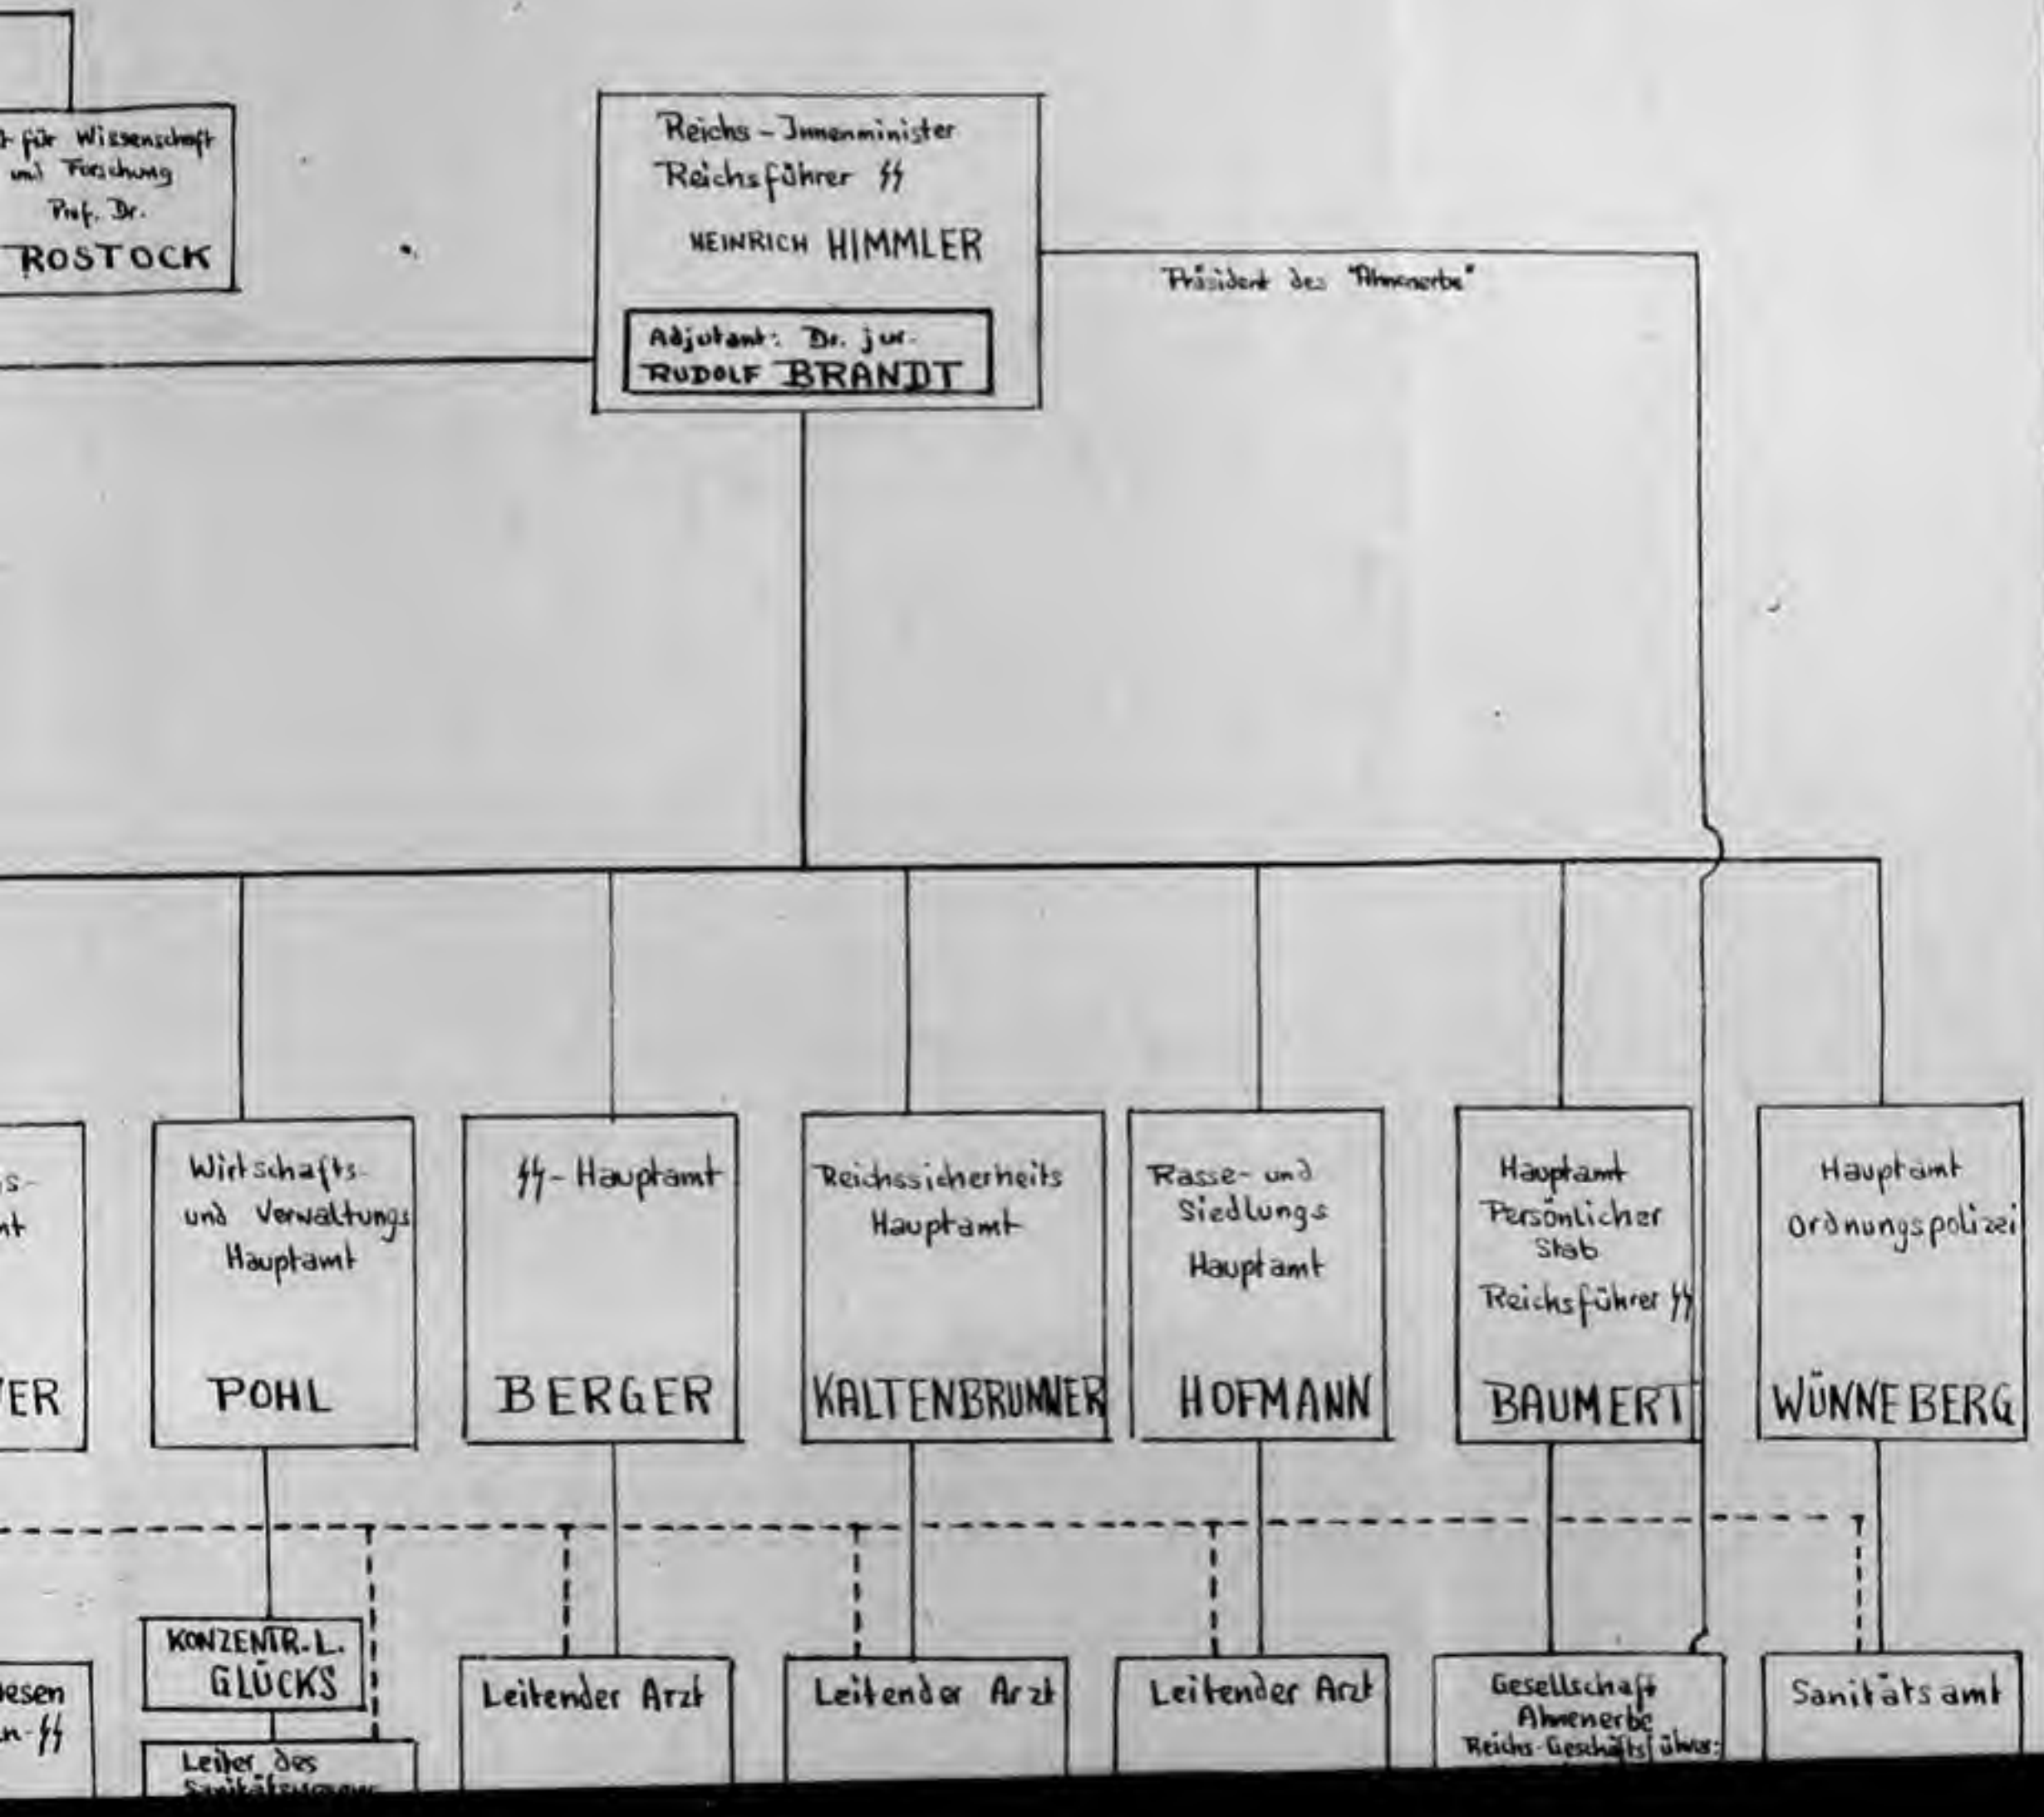 für Wissenschaft
und Forschung
Prof. Dr.
ROSTOCK
Reichs-Innenminister
Reichsführer SS
HEINRICH HIMMLER
Adjutant: Dr. jur.
RUDOLF BRANDT
Präsident des "Ahnenerbe"
Wirtschafts-
und Verwaltungs
Hauptamt
POHL
SS-Hauptamt
BERGER
Reichssicherheits
Hauptamt
KALTENBRUNNER
Rasse- und
Siedlungs
Hauptamt
HOFMANN
Hauptamt
Persönlicher
Stab
Reichsführer SS
BAUMERT
Hauptamt
Ordnungspolizei
WÜNNEBERG
KONZENTR.-L.
GLÜCKS
Leiter des
Leitender Arzt
Leitender Arzt
Leitender Arzt
Gesellschaft
Ahnenerbe
Reichs-Geschäftsführer:
Sanitätsamt